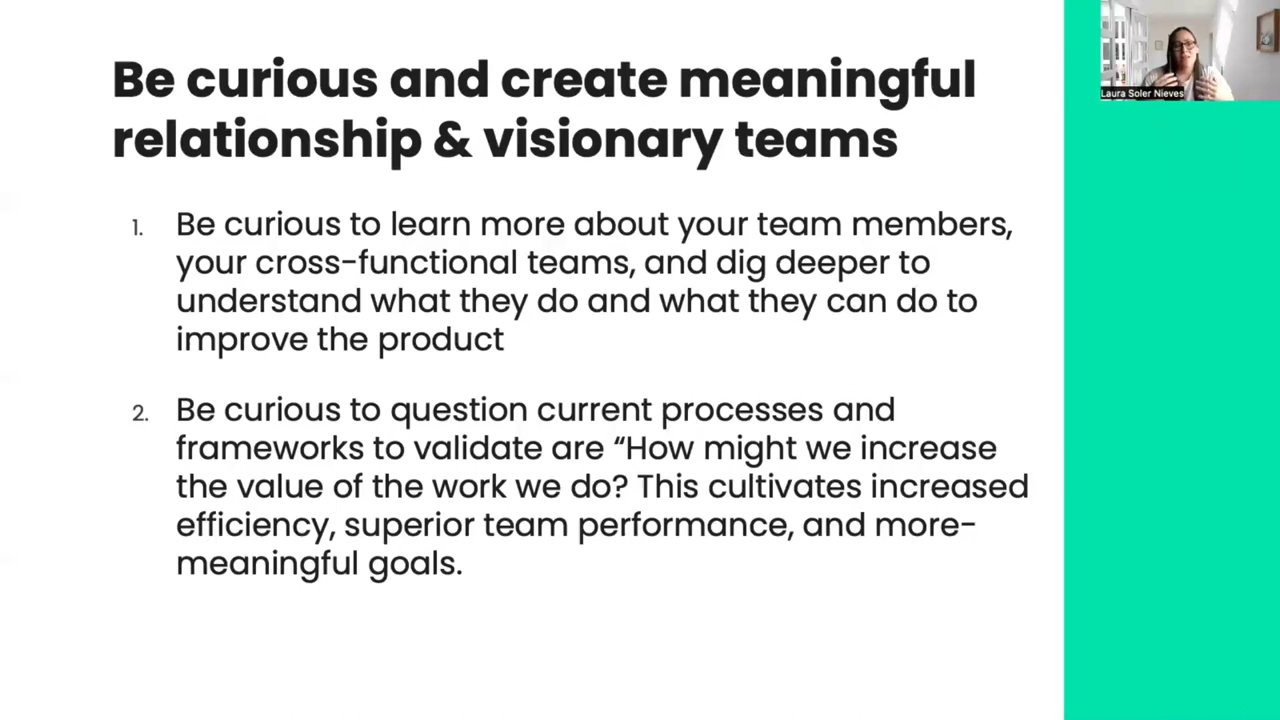 Be curious and create meaningful
relationship & visionary teams
1. Be curious to learn more about your team members,
your cross-functional teams, and dig deeper to
understand what they do and what they can do to
improve the product
2. Be curious to question current processes and
frameworks to validate are “How might we increase
the value of the work we do? This cultivates increased
efficiency, superior team performance, and more-
meaningful goals.
Laura Soler Nieves